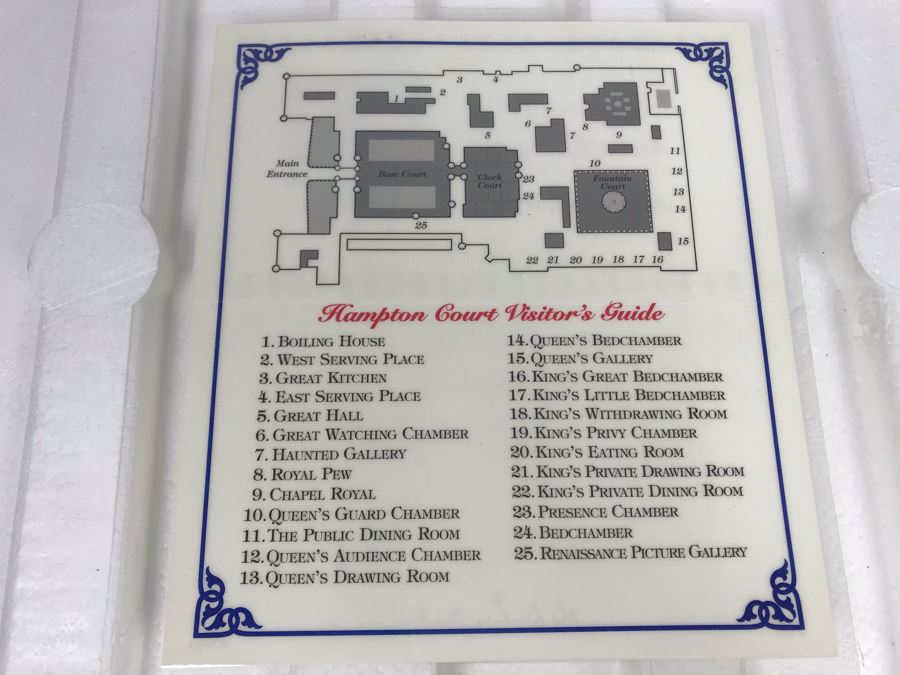 3 4
1 2
7
5 6 7 8 9
11
Main
Entrance
Base Court
Clock
Court
23
24
10
Fountain
Court
12
13
14
25
15
22 21 20 19 18 17 16
Hampton Court Visitor's Guide
1. BOILING HOUSE
2. WEST SERVING PLACE
3. GREAT KITCHEN
4. EAST SERVING PLACE
5. GREAT HALL
6. GREAT WATCHING CHAMBER
7. HAUNTED GALLERY
8. ROYAL PEW
9. CHAPEL ROYAL
10. QUEEN'S GUARD CHAMBER
11. THE PUBLIC DINING ROOM
12. QUEEN'S AUDIENCE CHAMBER
13. QUEEN'S DRAWING ROOM
14. QUEEN'S BEDCHAMBER
15. QUEEN'S GALLERY
16. KING'S GREAT BEDCHAMBER
17. KING'S LITTLE BEDCHAMBER
18. KING'S WITHDRAWING ROOM
19. KING'S PRIVY CHAMBER
20. KING'S EATING ROOM
21. KING'S PRIVATE DRAWING ROOM
22. KING'S PRIVATE DINING ROOM
23. PRESENCE CHAMBER
24. BEDCHAMBER
25. RENAISSANCE PICTURE GALLERY